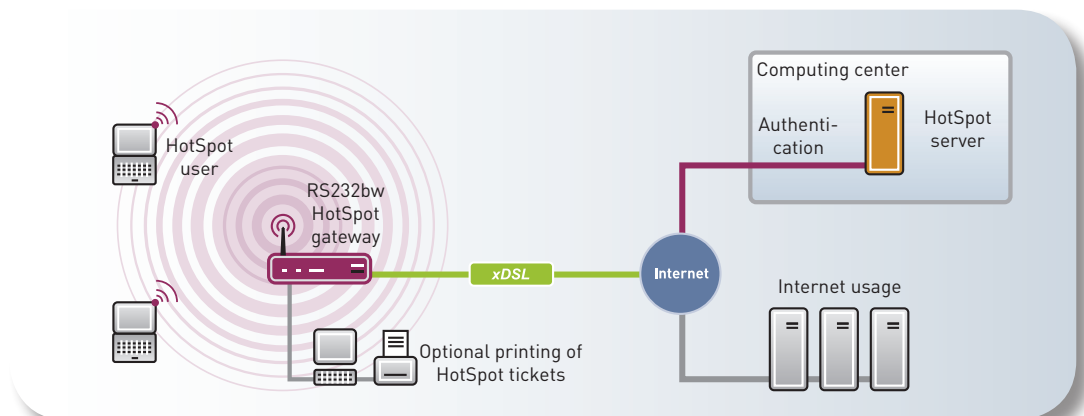 Computing center
Authenti-
cation
HotSpot
server
HotSpot
user
RS232bw
HotSpot
gateway
xDSL
Internet
Internet usage
Optional printing of
HotSpot tickets